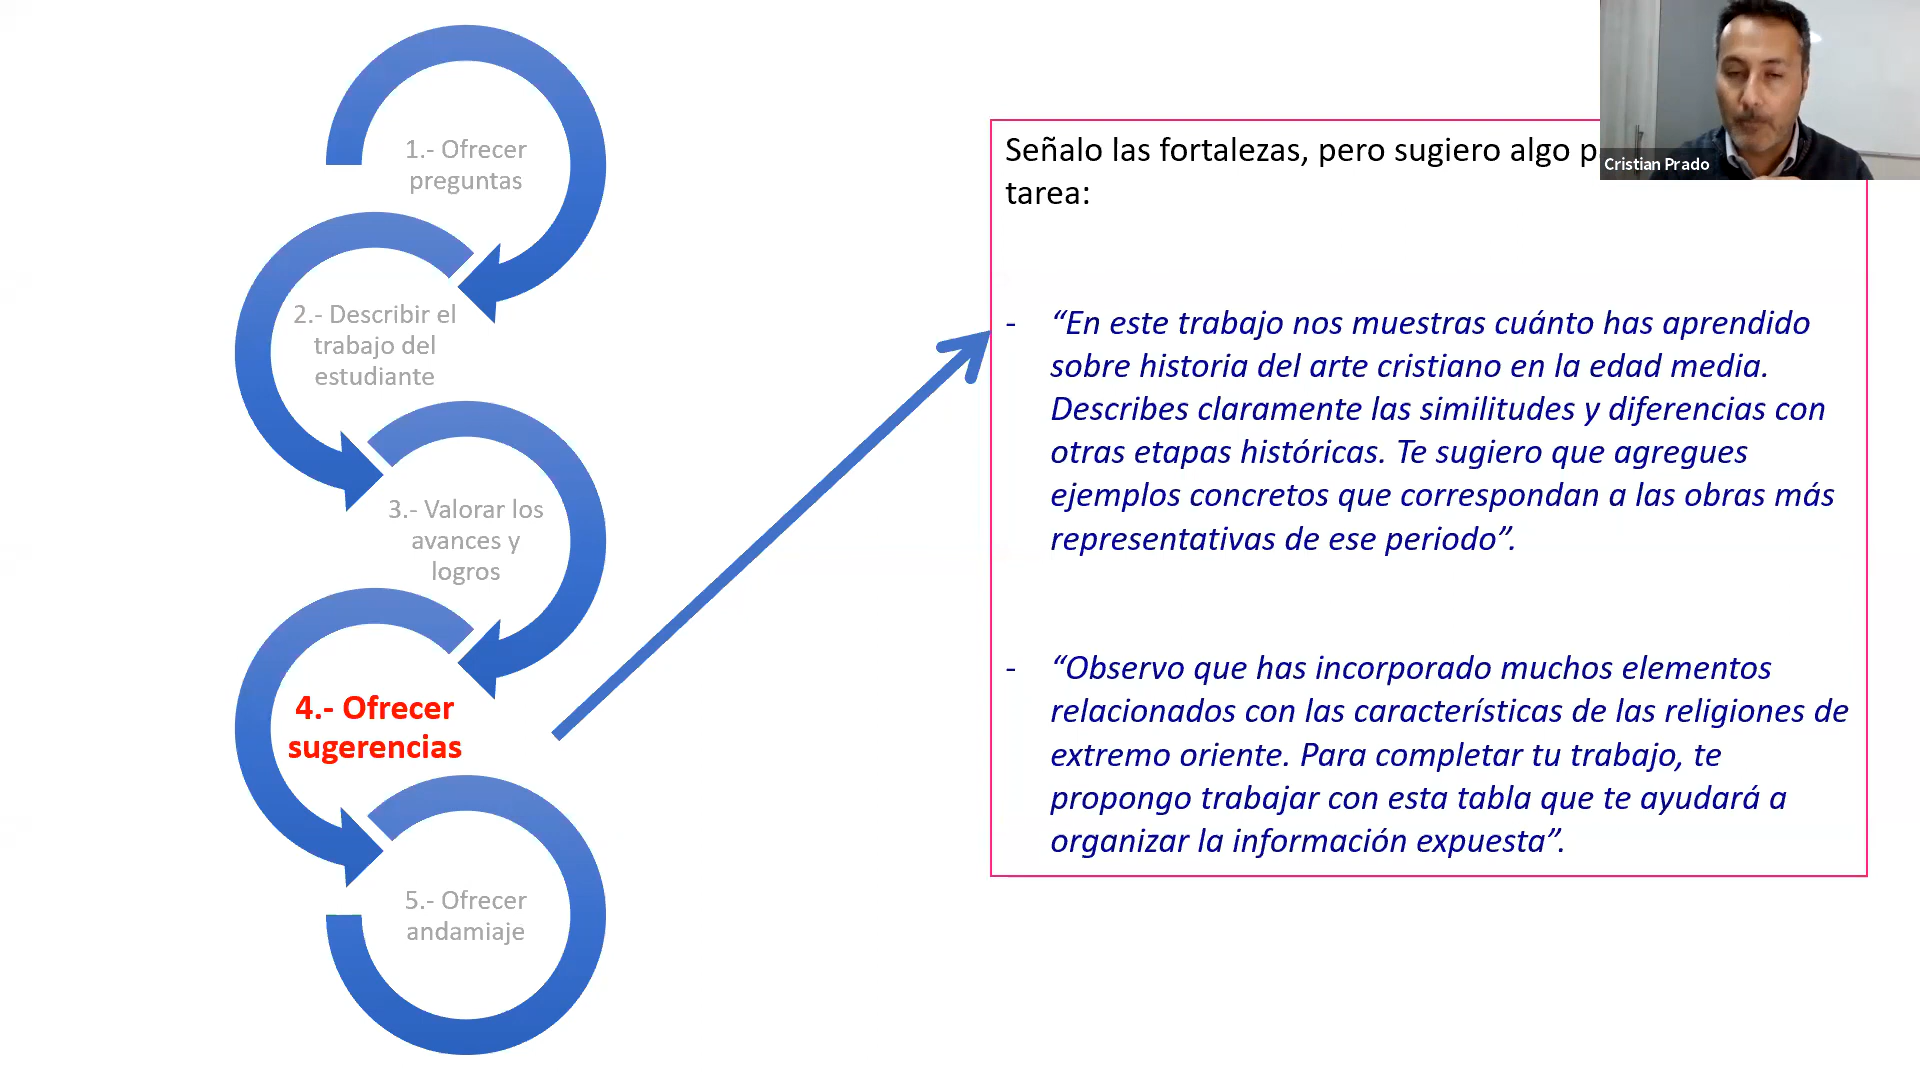 1.- Ofrecer
preguntas
2.- Describir el
trabajo del
estudiante
3.- Valorar los
avances y
logros
4.- Ofrecer
sugerencias
5.- Ofrecer
andamiaje
Señalo las fortalezas, pero sugiero algo
tarea:
- “En este trabajo nos muestras cuánto has aprendido
sobre historia del arte cristiano en la edad media.
Describes claramente las similitudes y diferencias con
otras etapas históricas. Te sugiero que agregues
ejemplos concretos que correspondan a las obras más
representativas de ese periodo”.
- “Observo que has incorporado muchos elementos
relacionados con las características de las religiones de
extremo oriente. Para completar tu trabajo, te
propongo trabajar con esta tabla que te ayudará a
organizar la información expuesta”.
Cristian Prado